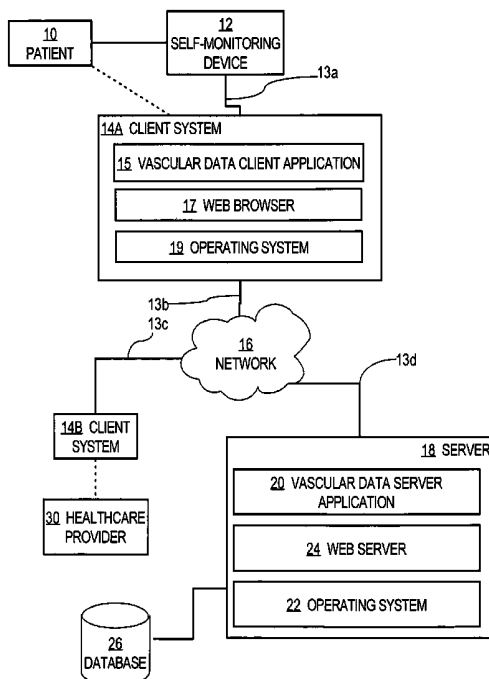 10
PATIENT
12
SELF-MONITORING
DEVICE
13a
14A CLIENT SYSTEM
15 VASCULAR DATA CLIENT APPLICATION
17 WEB BROWSER
19 OPERATING SYSTEM
13b
13c
16
NETWORK
13d
14B CLIENT
SYSTEM
30 HEALTHCARE
PROVIDER
18 SERVER
20 VASCULAR DATA SERVER
APPLICATION
24 WEB SERVER
22 OPERATING SYSTEM
26
DATABASE